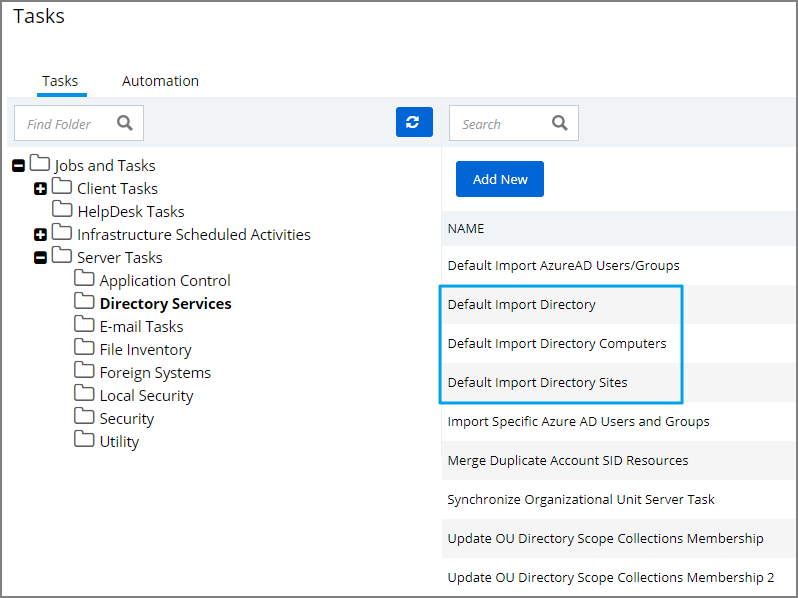 Tasks
Tasks Automation
Find Folder
Search
Jobs and Tasks
Client Tasks
HelpDesk Tasks
Infrastructure Scheduled Activities
Server Tasks
Application Control
Directory Services
E-mail Tasks
File Inventory
Foreign Systems
Local Security
Security
Utility
Add New
NAME
Default Import AzureAD Users/Groups
Default Import Directory
Default Import Directory Computers
Default Import Directory Sites
Import Specific Azure AD Users and Groups
Merge Duplicate Account SID Resources
Synchronize Organizational Unit Server Task
Update OU Directory Scope Collections Membership
Update OU Directory Scope Collections Membership 2